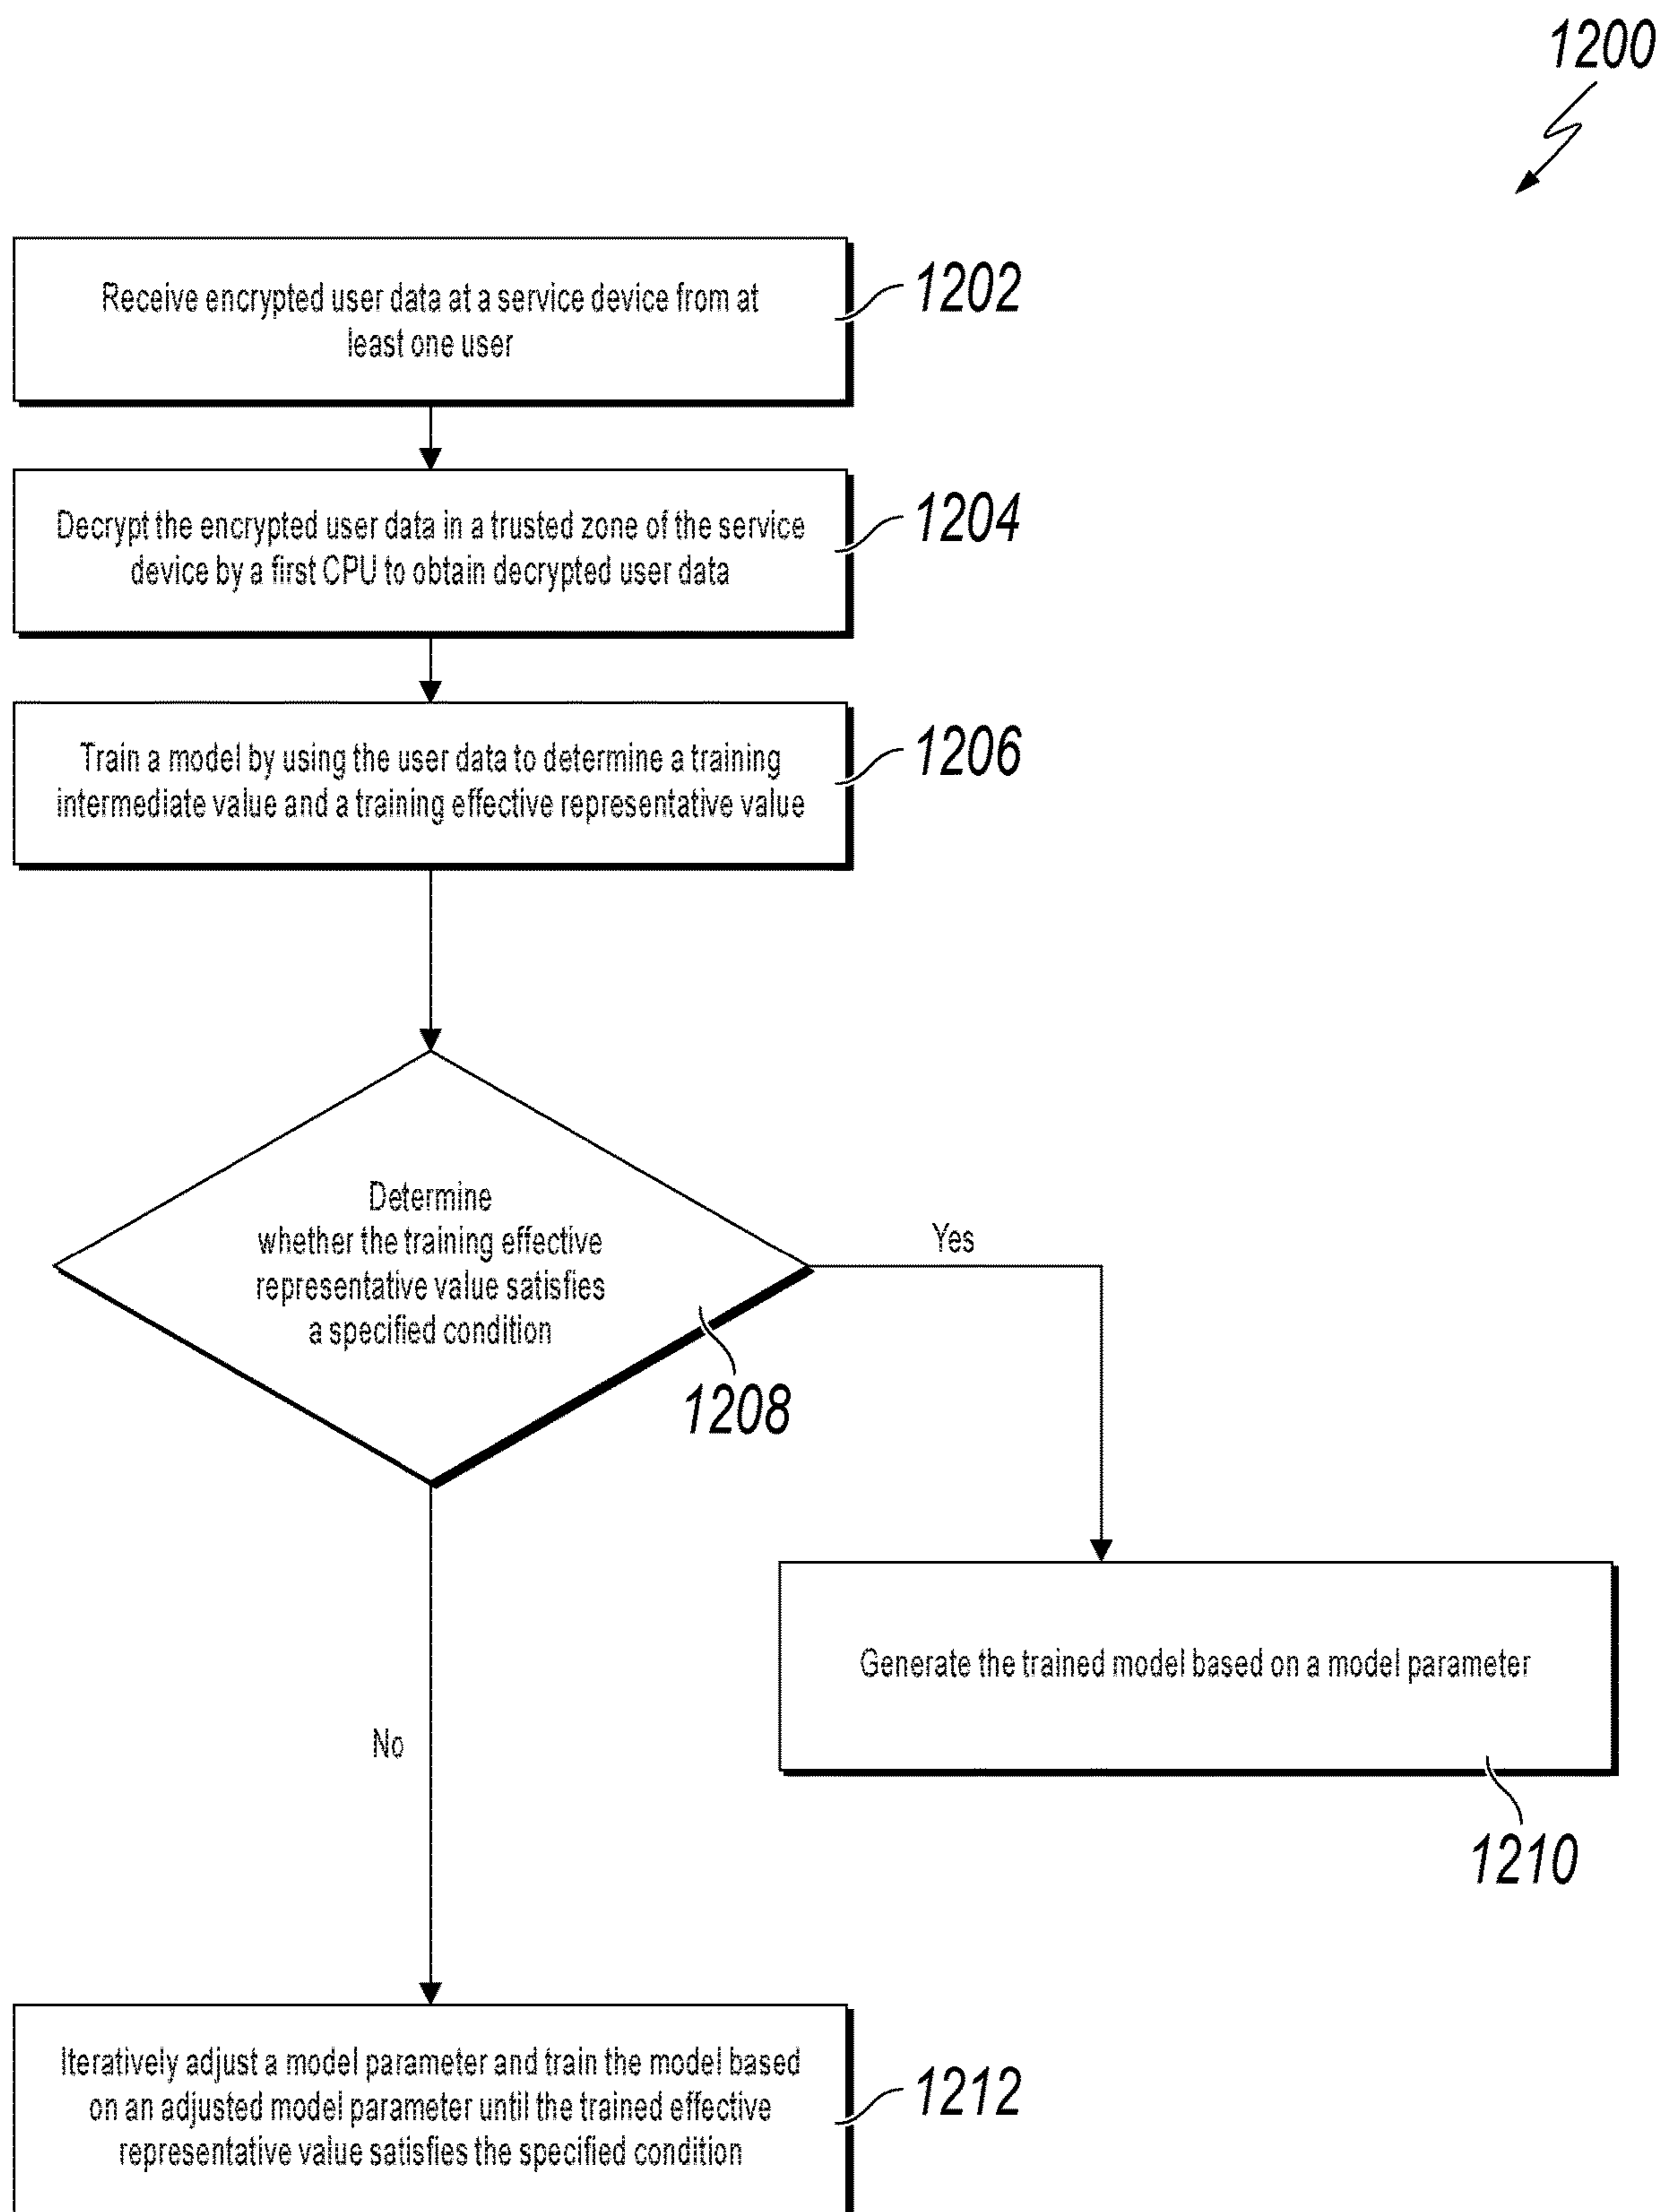 1200
Receive encrypted user data at a service device from at
least one user
1202
Decrypt the encrypted user data in a trusted zone of the service
device by a first CPU to obtain decrypted user data
1204
Train a model by using the user data to determine a training
intermediate value and a training effective representative value
1206
Determine
whether the training effective
representative value satisfies
a specified condition
1208
Yes
Generate the trained model based on a model parameter
1210
No
Iteratively adjust a model parameter and train the model based
on an adjusted model parameter until the trained effective
representative value satisfies the specified condition
1212